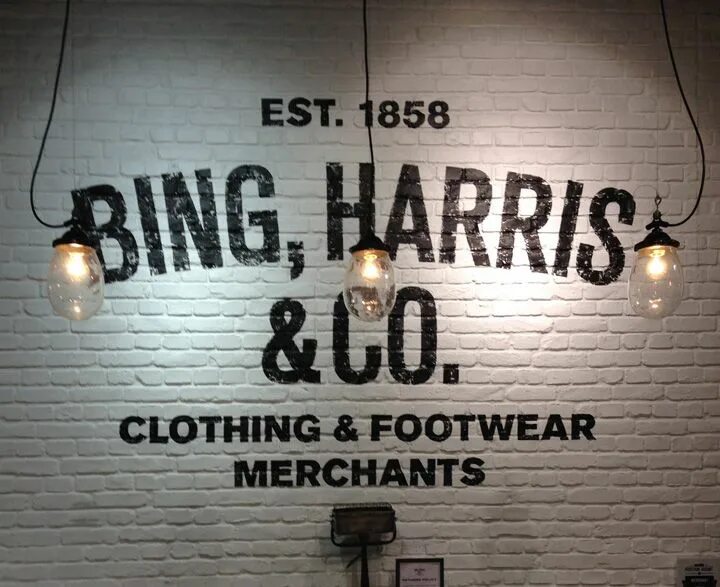 EST. 1858
BING, HARRIS
&CO.
CLOTHING & FOOTWEAR
MERCHANTS